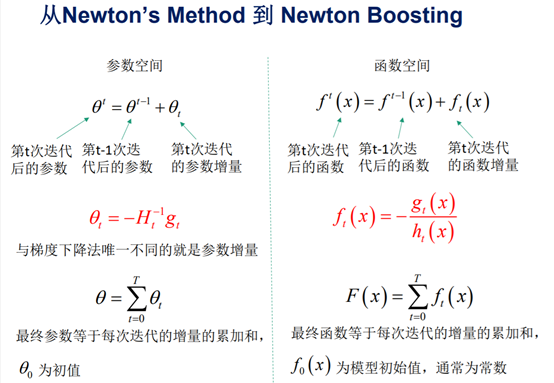 从Newton's Method 到 Newton Boosting
参数空间
θ^t = θ^{t-1} + θ_t
第t次迭代后的参数
第t-1次迭代后的参数
第t次迭代的参数增量
θ_t = -H_t^{-1} g_t
与梯度下降法唯一不同的就是参数增量
θ = \sum_{t=0}^{T} θ_t
最终参数等于每次迭代的增量的累加和，
θ_0 为初值
函数空间
f^t(x) = f^{t-1}(x) + f_t(x)
第t次迭代后的函数
第t-1次迭代后的函数
第t次迭代的函数增量
f_t(x) = -\frac{g_t(x)}{h_t(x)}
F(x) = \sum_{t=0}^{T} f_t(x)
最终函数等于每次迭代的增量的累加和，
f_0(x) 为模型初始值，通常为常数